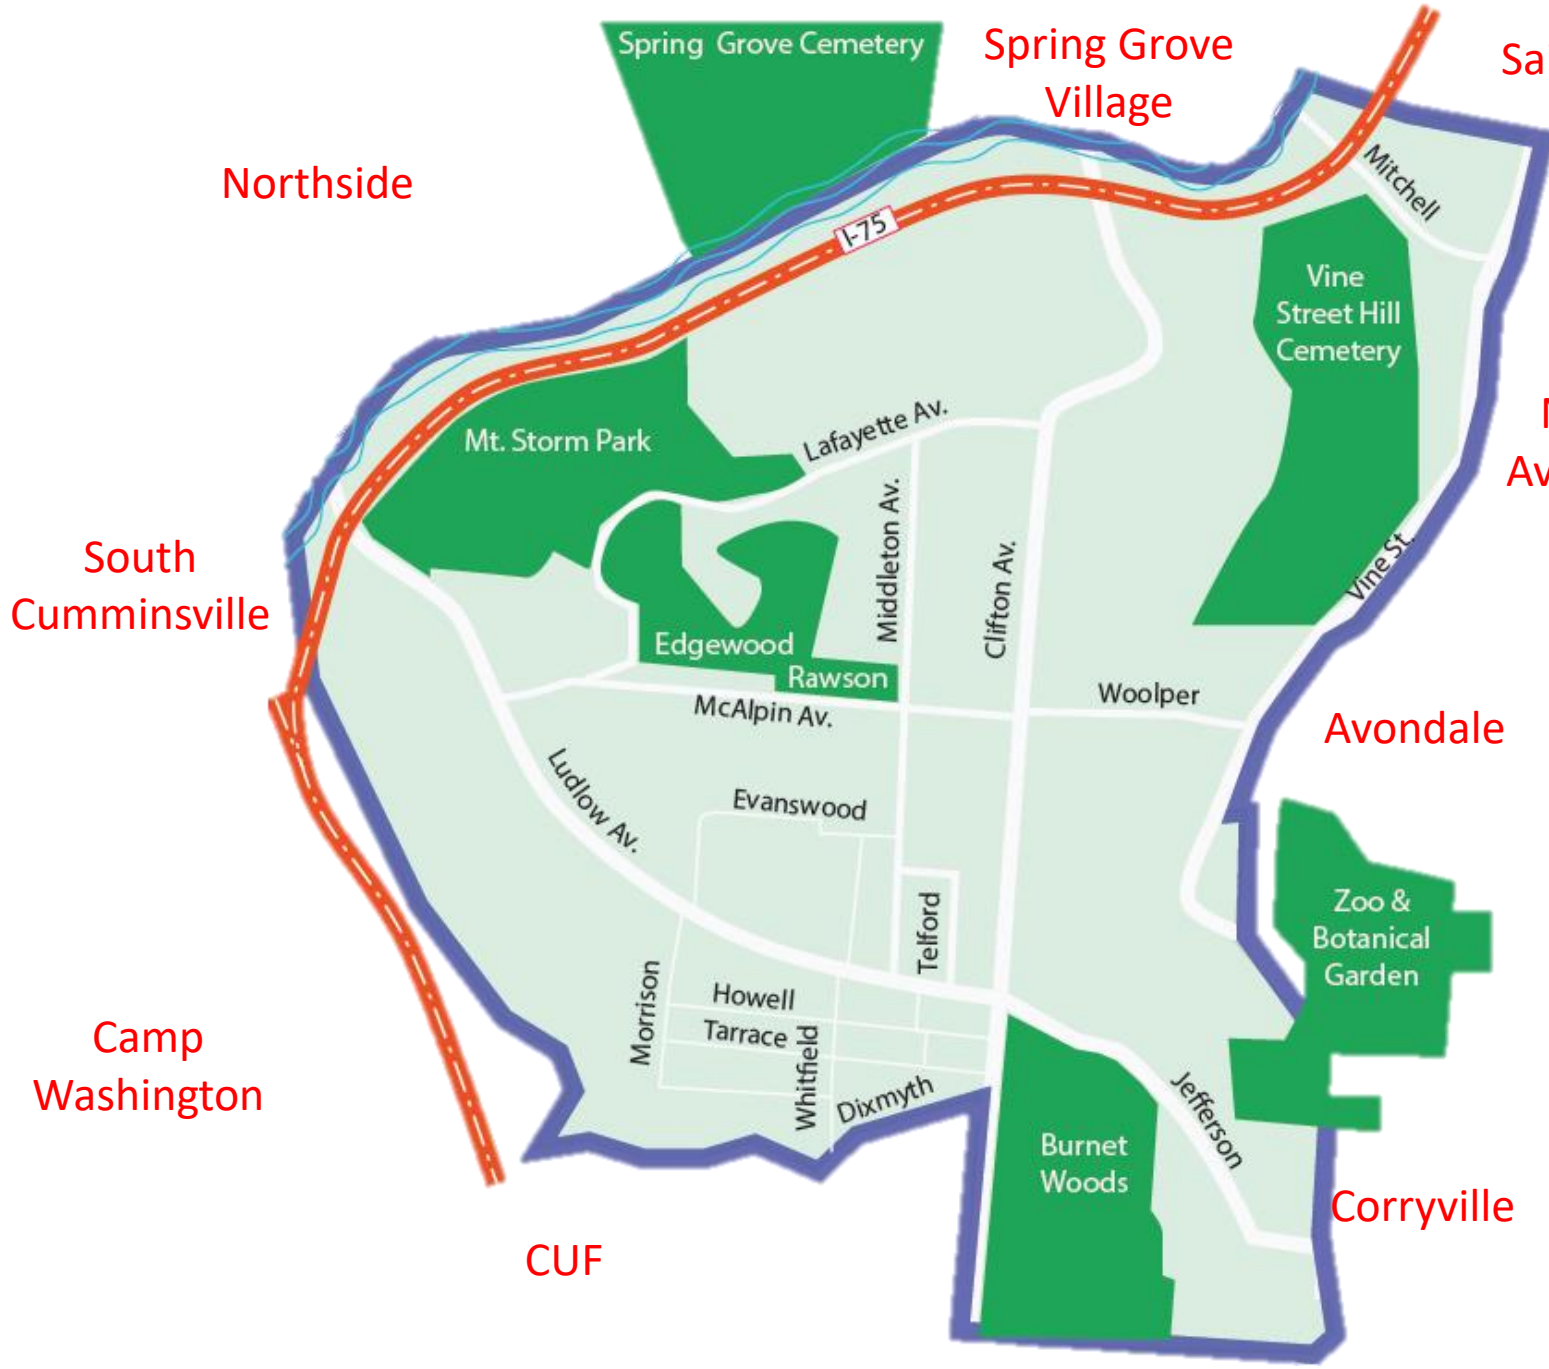 Spring Grove Cemetery
Spring Grove
Village
Sa
Northside
Mitchell
I-75
Vine
Street Hill
Cemetery
Mt. Storm Park
Lafayette Av.
Av
Middleton Av.
Clifton Av.
Vine St.
South
Cumminsville
Edgewood
Rawson
McAlpin Av.
Woolper
Avondale
Ludlow Av.
Evanswood
Zoo &
Botanical
Garden
Telford
Morrison
Howell
Tarrace
Whitfield
Dixmyth
Camp
Washington
Jefferson
Burnet
Woods
Corryville
CUF